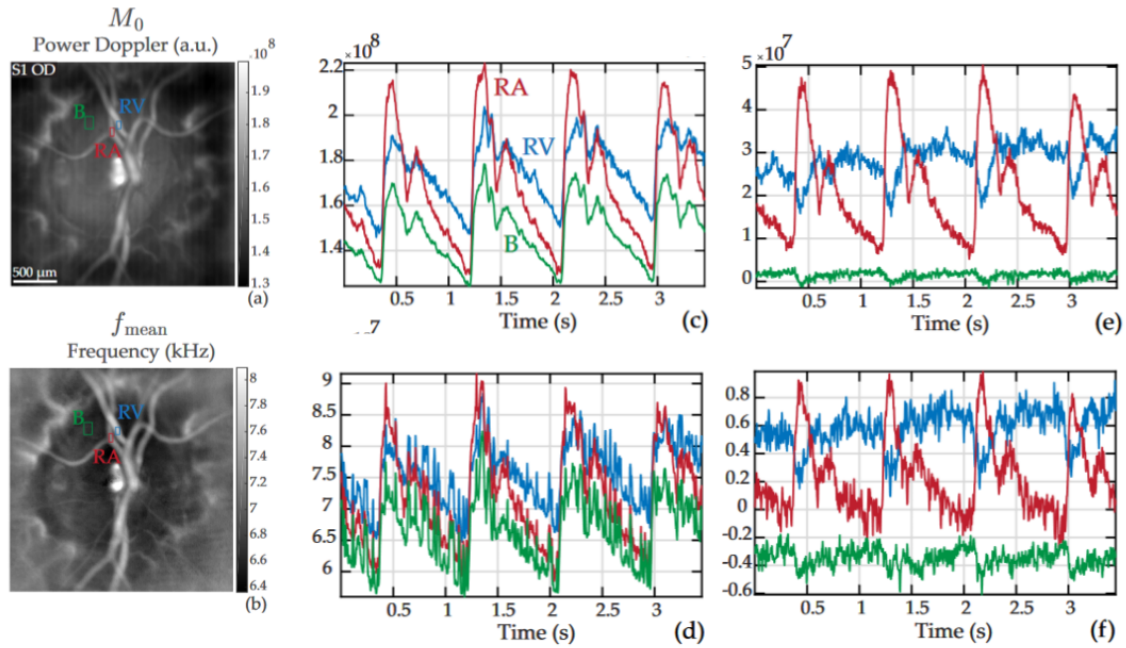 M₀
Power Doppler (a.u.)
.10⁸
S1 OD
B
RV
RA
500 µm
1.9
1.8
1.7
1.6
1.5
1.4
1.3
(a)
×10⁸
2.2
2
1.8
1.6
1.4
RA
RV
B
0.5 1 1.5 2 2.5 3
Time (s)
(c)
×10⁷
5
4
3
2
1
0
0.5 1 1.5 2 2.5 3
Time (s)
(e)
f_mean
Frequency (kHz)
B
RV
RA
8
7.8
7.6
7.4
7.2
7
6.8
6.6
6.4
(b)
7
9
8.5
8
7.5
7
6.5
6
0.5 1 1.5 2 2.5 3
Time (s)
(d)
0.8
0.6
0.4
0.2
0
-0.2
-0.4
-0.6
0.5 1 1.5 2 2.5 3
Time (s)
(f)